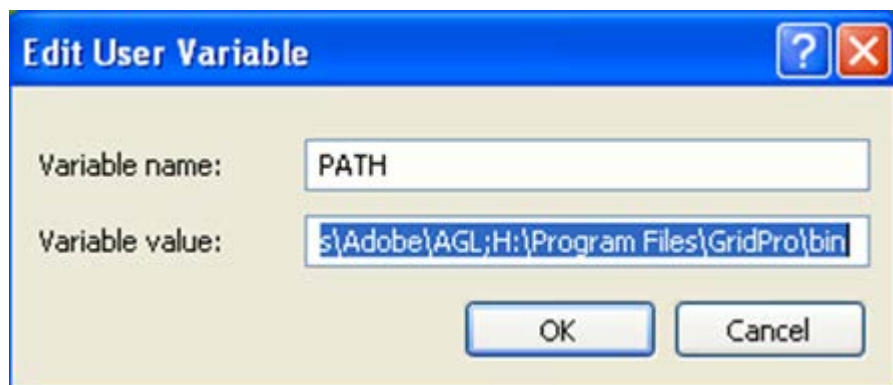 Edit User Variable
Variable name: PATH
Variable value: s\Adobe\AGL;H:\Program Files\GridPro\bin
OK Cancel